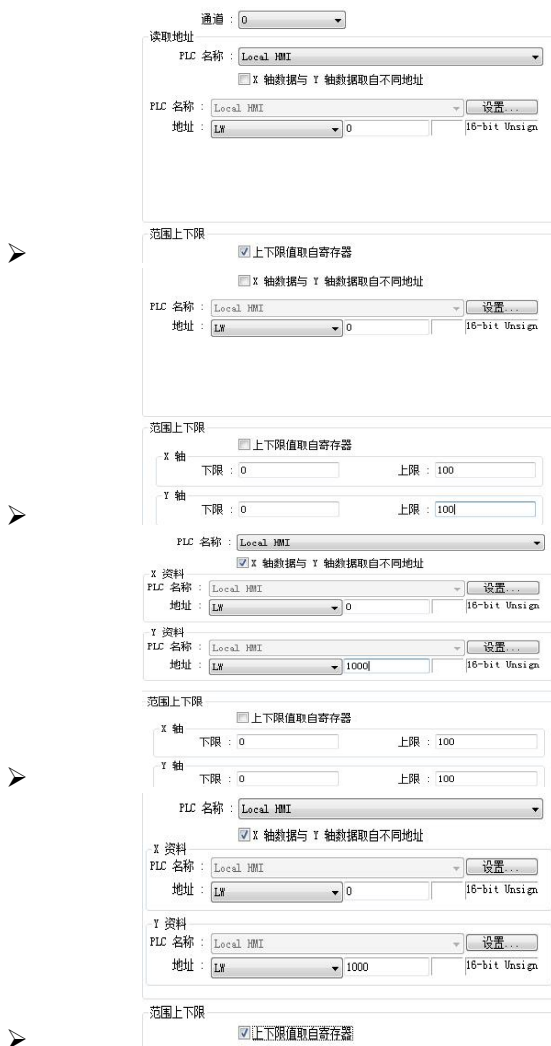 通道 : 0
读取地址
PLC 名称 : Local HMI
X 轴数据与 Y 轴数据取自不同地址
PLC 名称 : Local HMI 设置...
地址 : LW 0 16-bit Unsign
范围上下限
➢ 上下限值取自寄存器
X 轴数据与 Y 轴数据取自不同地址
PLC 名称 : Local HMI 设置...
地址 : LW 0 16-bit Unsign
范围上下限
上下限值取自寄存器
X 轴
下限 : 0 上限 : 100
Y 轴
➢ 下限 : 0 上限 : 100
PLC 名称 : Local HMI
X 轴数据与 Y 轴数据取自不同地址
X 资料
PLC 名称 : Local HMI 设置...
地址 : LW 0 16-bit Unsign
Y 资料
PLC 名称 : Local HMI 设置...
地址 : LW 1000 16-bit Unsign
范围上下限
上下限值取自寄存器
X 轴
下限 : 0 上限 : 100
Y 轴
➢ 下限 : 0 上限 : 100
PLC 名称 : Local HMI
X 轴数据与 Y 轴数据取自不同地址
X 资料
PLC 名称 : Local HMI 设置...
地址 : LW 0 16-bit Unsign
Y 资料
PLC 名称 : Local HMI 设置...
地址 : LW 1000 16-bit Unsign
范围上下限
➢ 上下限值取自寄存器